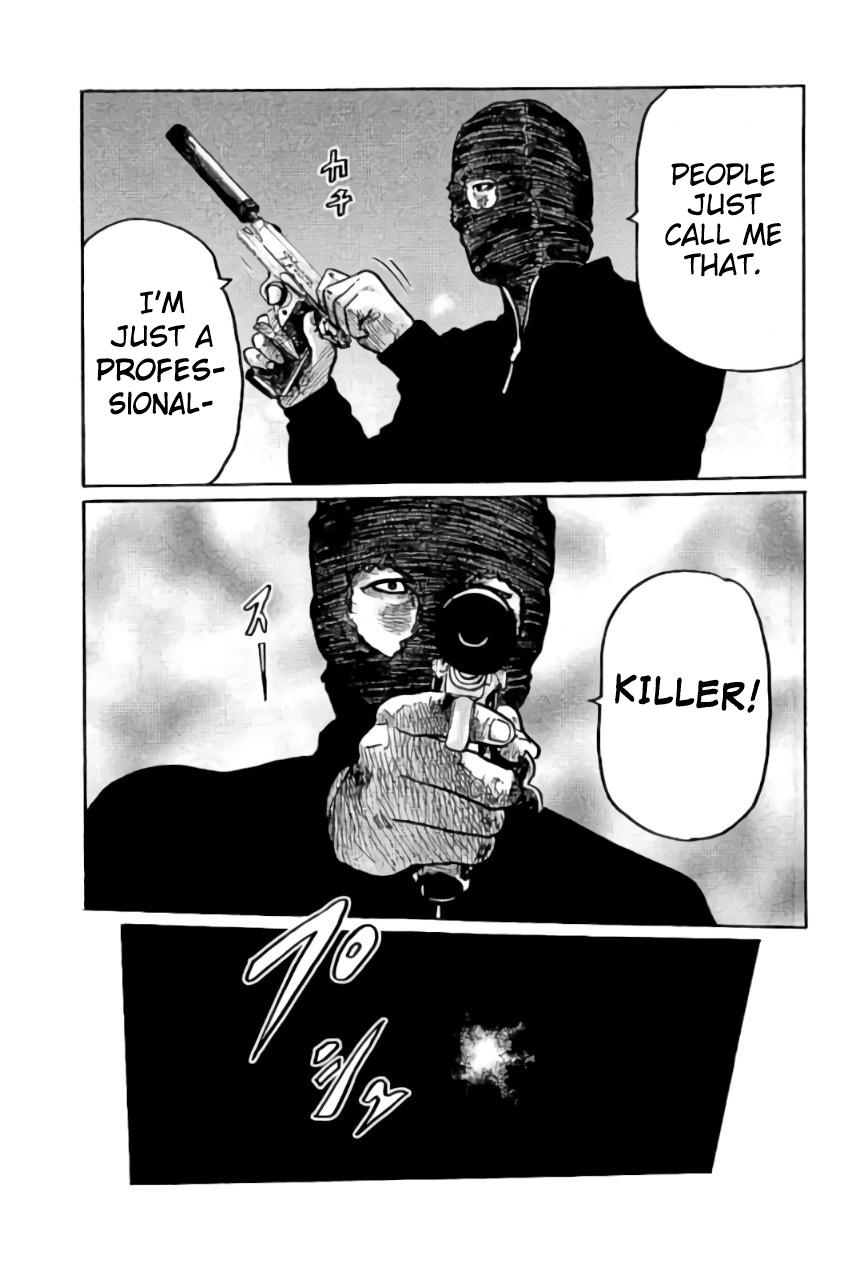 PEOPLE
JUST
CALL ME
THAT.
カチ
I'M
JUST A
PROFES-
SIONAL-
KILLER!
スー
プシュ